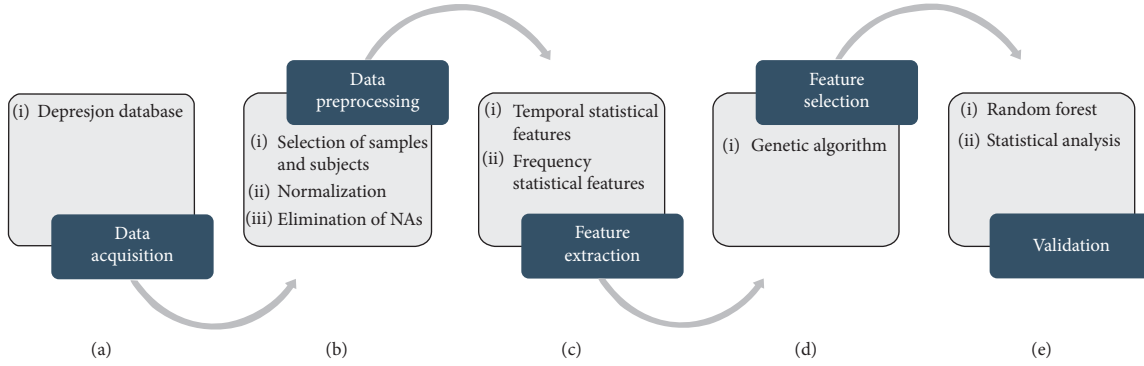 (i) Depresjon database
Data
acquisition
(a)
Data
preprocessing
(i) Selection of samples
and subjects
(ii) Normalization
(iii) Elimination of NAs
(b)
(i) Temporal statistical
features
(ii) Frequency
statistical features
Feature
extraction
(c)
Feature
selection
(i) Genetic algorithm
(d)
(i) Random forest
(ii) Statistical analysis
Validation
(e)